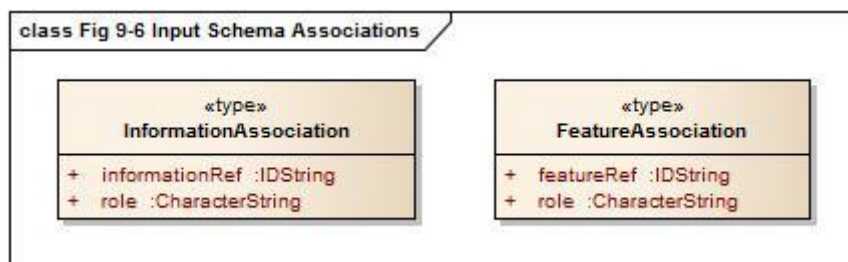 class Fig 9-6 Input Schema Associations
«type»
InformationAssociation
+ informationRef :IDString
+ role :CharacterString
«type»
FeatureAssociation
+ featureRef :IDString
+ role :CharacterString